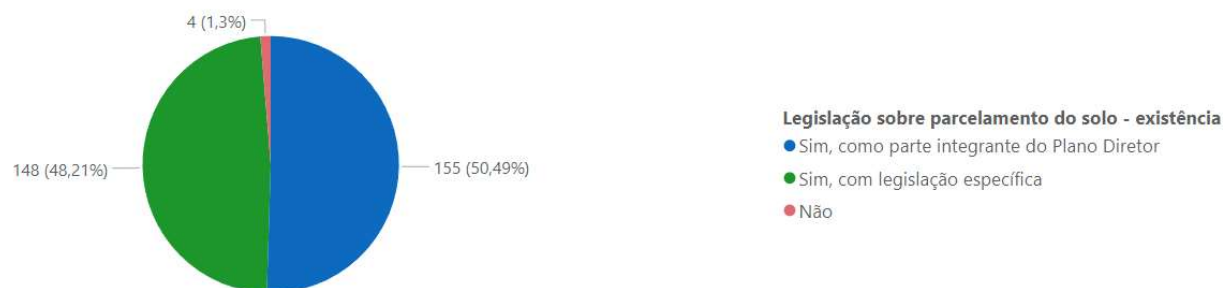 4 (1,3%)
148 (48,21%)
155 (50,49%)
Legislação sobre parcelamento do solo - existência
Sim, como parte integrante do Plano Diretor
Sim, com legislação específica
Não